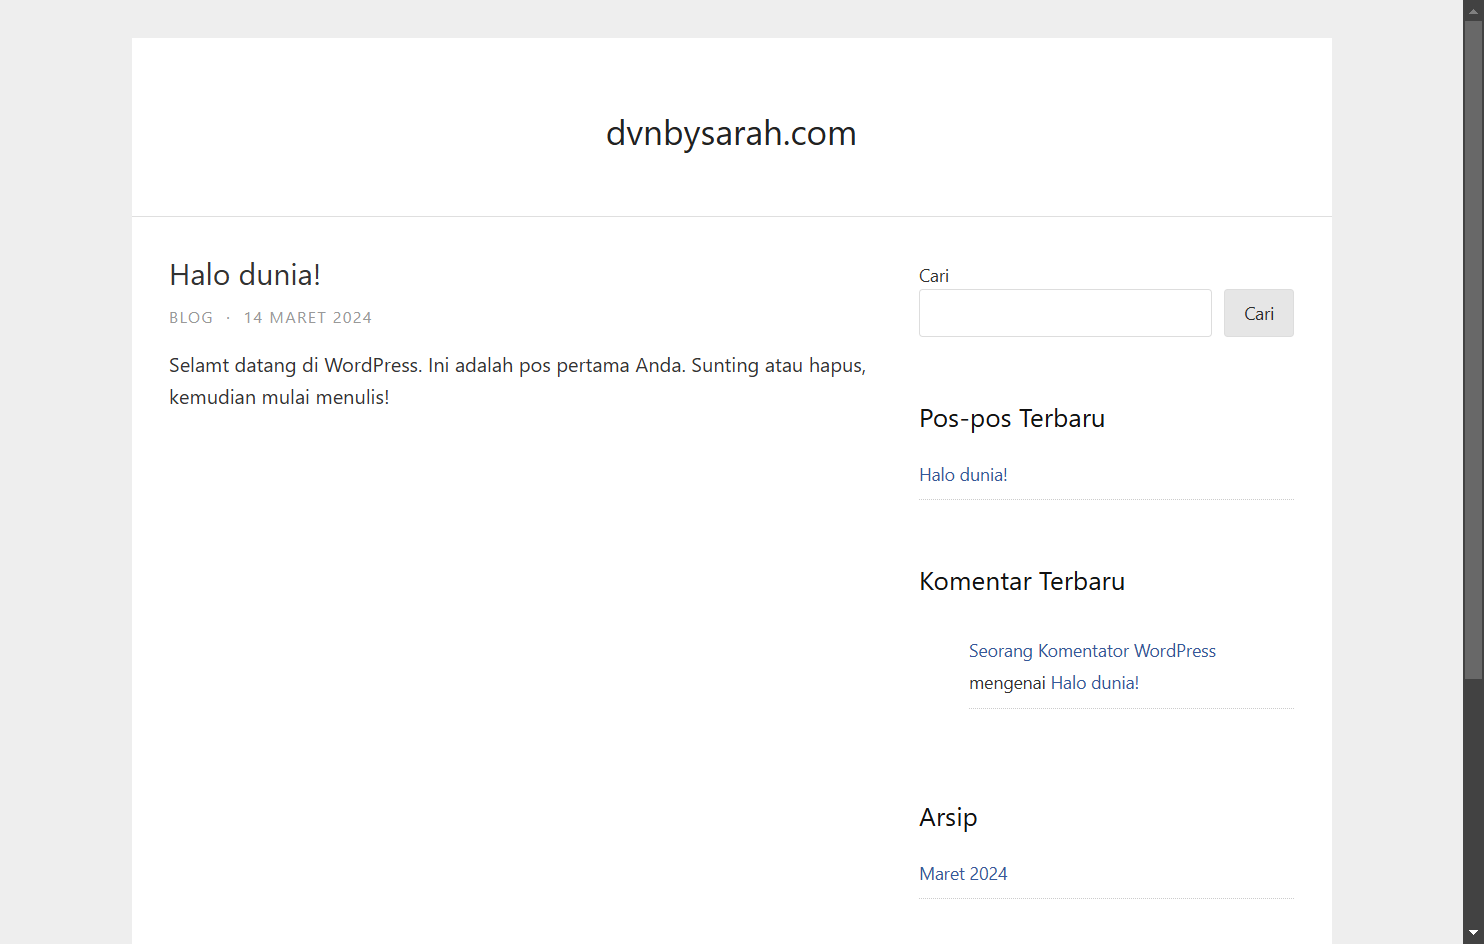 dvnbysarah.com
Halo dunia!
BLOG · 14 MARET 2024
Selamt datang di WordPress. Ini adalah pos pertama Anda. Sunting atau hapus,
kemudian mulai menulis!
Cari
Cari
Pos-pos Terbaru
Halo dunia!
Komentar Terbaru
Seorang Komentator WordPress
mengenai Halo dunia!
Arsip
Maret 2024